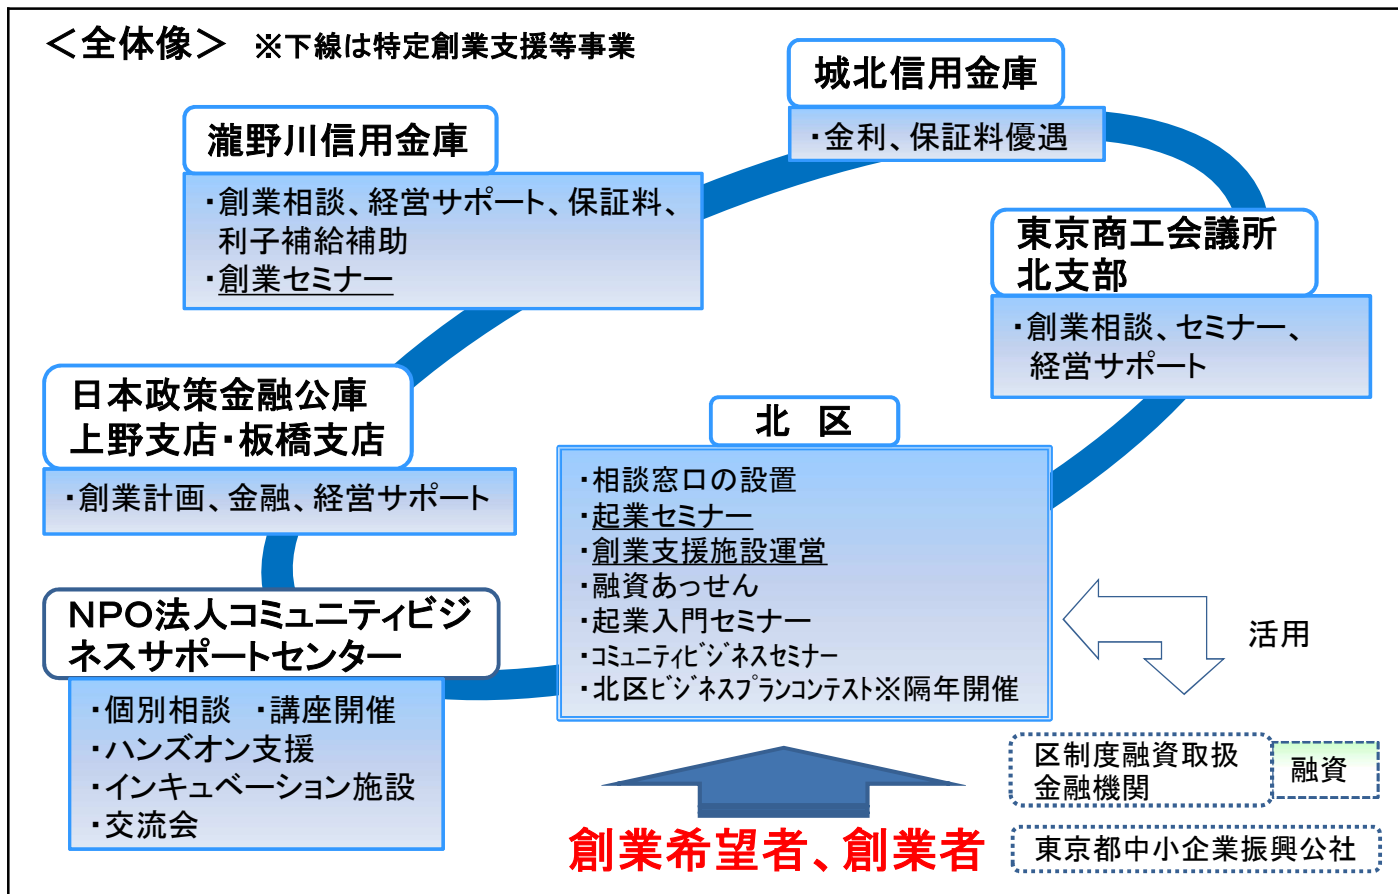 ＜全体像＞ ※下線は特定創業支援等事業
城北信用金庫
・金利、保証料優遇
瀧野川信用金庫
・創業相談、経営サポート、保証料、
利子補給補助
・創業セミナー
東京商工会議所
北支部
・創業相談、セミナー、
経営サポート
日本政策金融公庫
上野支店・板橋支店
・創業計画、金融、経営サポート
北 区
・相談窓口の設置
・起業セミナー
・創業支援施設運営
・融資あっせん
・起業入門セミナー
・ｺﾐｭﾆﾃｨﾋﾞｼﾞﾈｽセミナー
・北区ﾋﾞｼﾞﾈｽﾌﾟﾗﾝｺﾝﾃｽﾄ※隔年開催
NPO法人コミュニティビジ
ネスサポートセンター
・個別相談 ・講座開催
・ハンズオン支援
・インキュベーション施設
・交流会
活用
区制度融資取扱
金融機関
融資
東京都中小企業振興公社
創業希望者、創業者